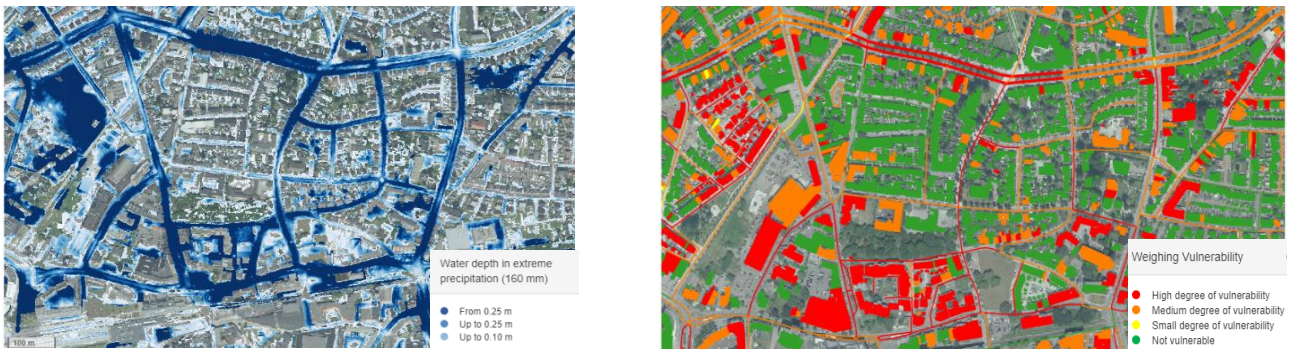 Water depth in extreme
precipitation (160 mm)
From 0.25 m
Up to 0.25 m
Up to 0.10 m
100 m
Weighing Vulnerability
High degree of vulnerability
Medium degree of vulnerability
Small degree of vulnerability
Not vulnerable